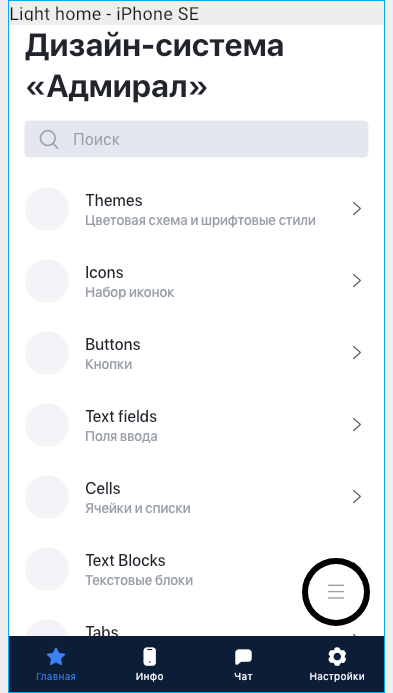 Light home - iPhone SE
Дизайн-система
«Адмирал»
Поиск
Themes
Цветовая схема и шрифтовые стили
Icons
Набор иконок
Buttons
Кнопки
Text fields
Поля ввода
Cells
Ячейки и списки
Text Blocks
Текстовые блоки
Tabs
Главная
Инфо
Чат
Настройки